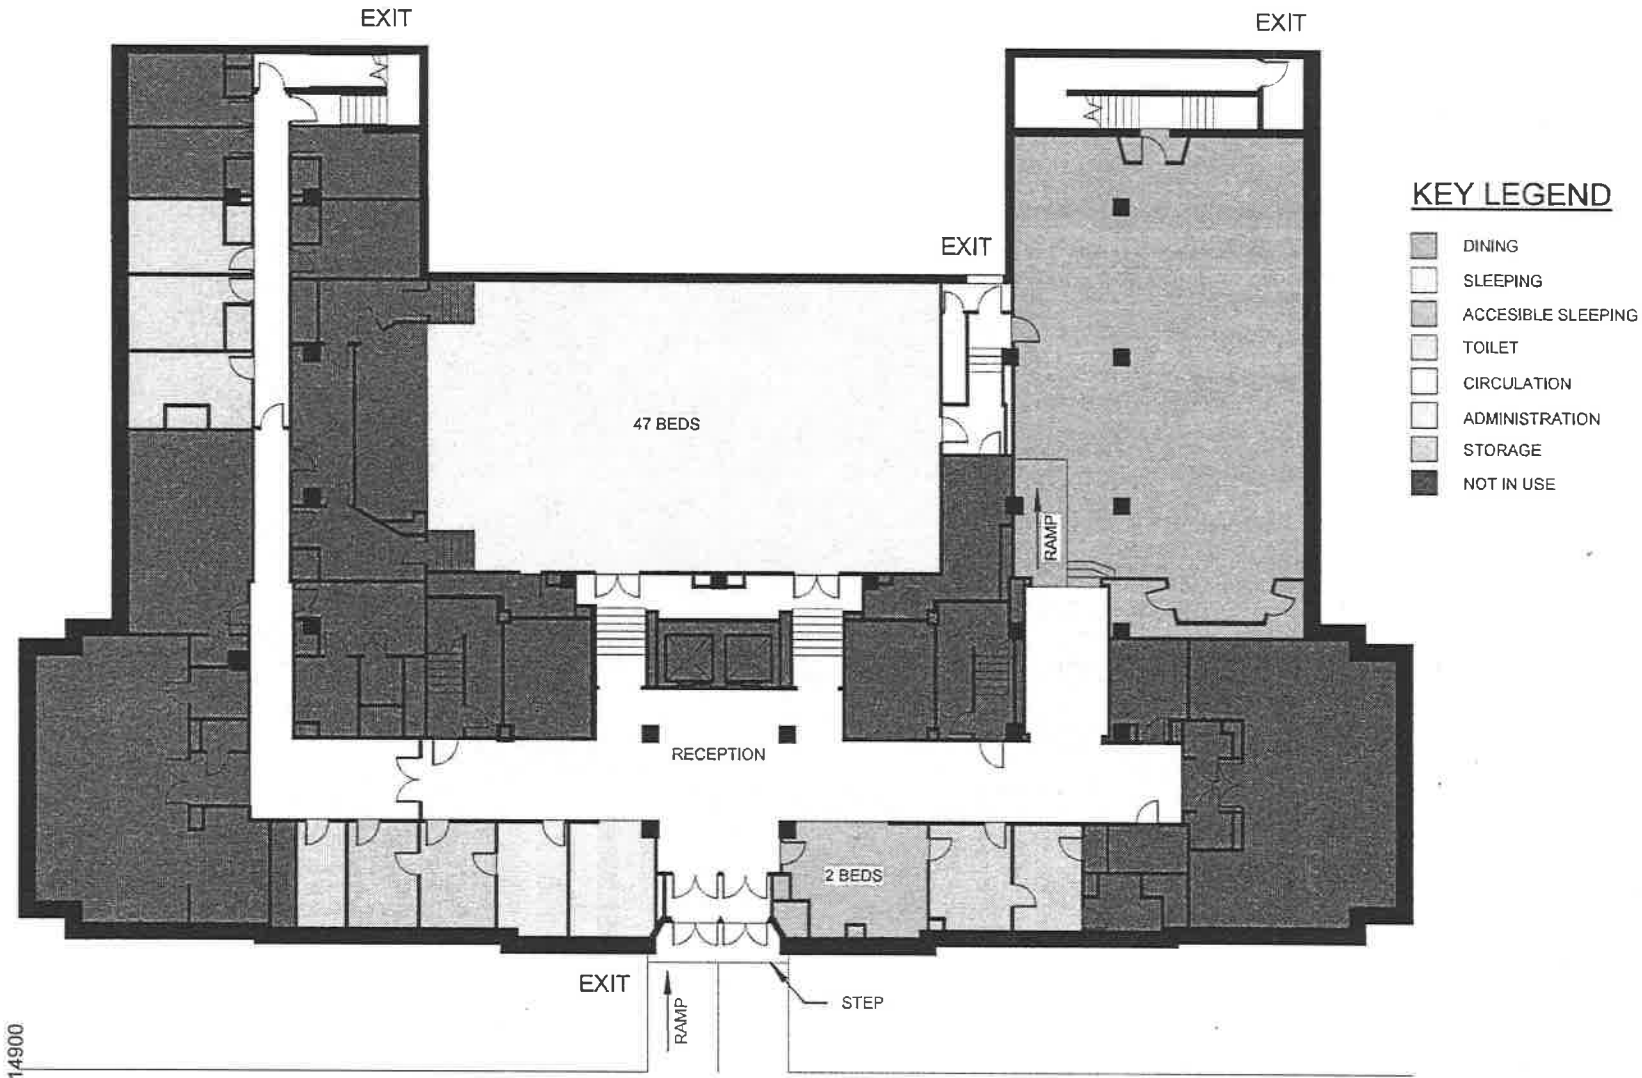 EXIT
EXIT
KEY LEGEND
DINING
EXIT
SLEEPING
ACCESIBLE SLEEPING
TOILET
CIRCULATION
ADMINISTRATION
47 BEDS
STORAGE
NOT IN USE
RAMP
RECEPTION
2 BEDS
EXIT
STEP
RAMP
14900